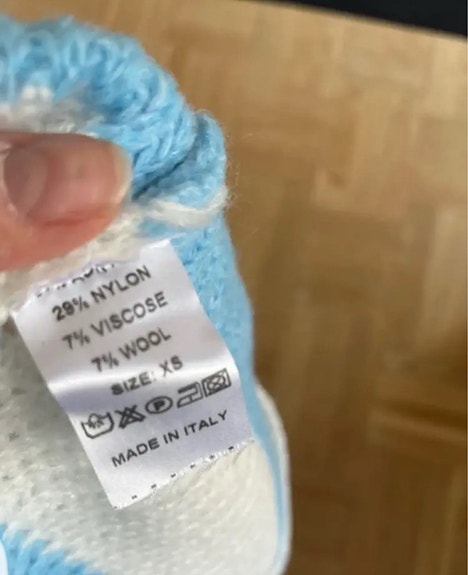 29% NYLON
7% VISCOSE
7% WOOL
SIZE: XS
MADE IN ITALY